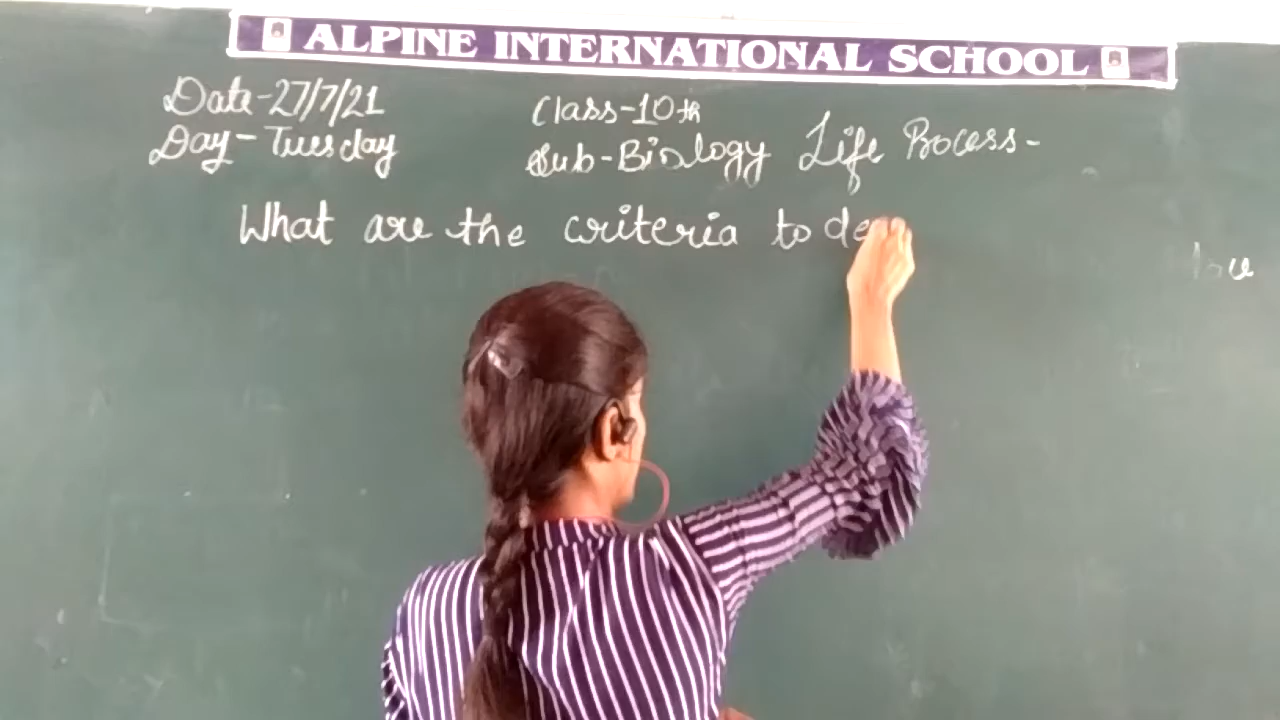 ALPINE INTERNATIONAL SCHOOL
Date-27/7/21
Day-Tuesday
Class-10th
Sub-Biology
Life Process-
What are the criteria to de